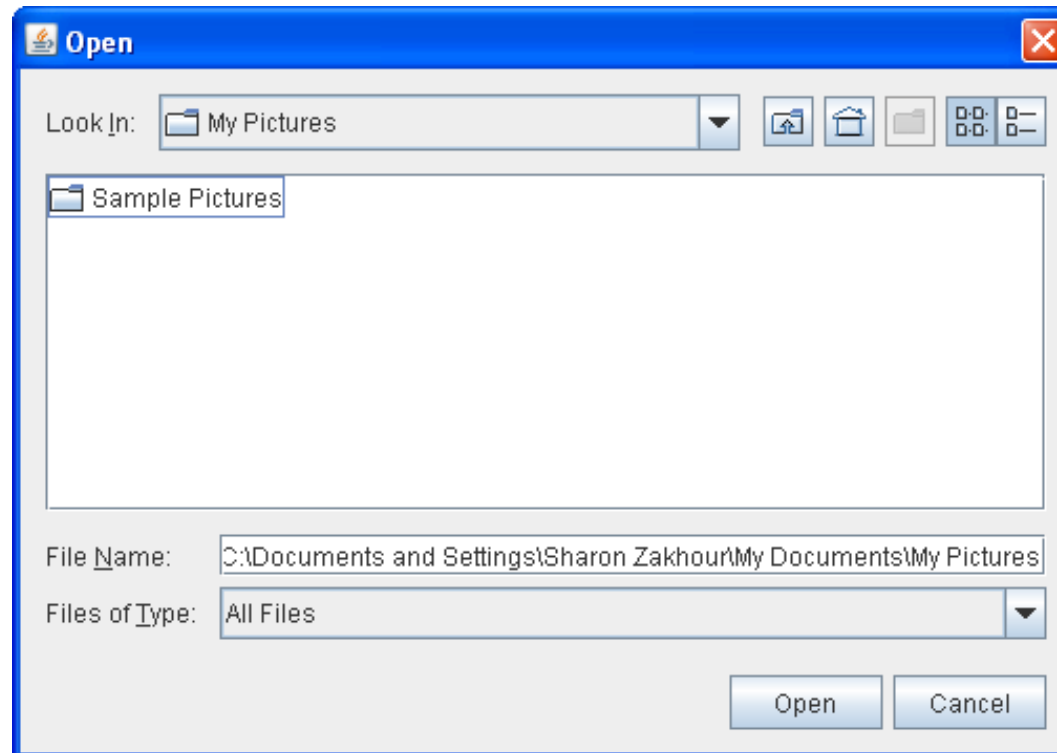 Open
Look In: My Pictures
Sample Pictures
File Name: C:\Documents and Settings\Sharon Zakhour\My Documents\My Pictures
Files of Type: All Files
Open Cancel